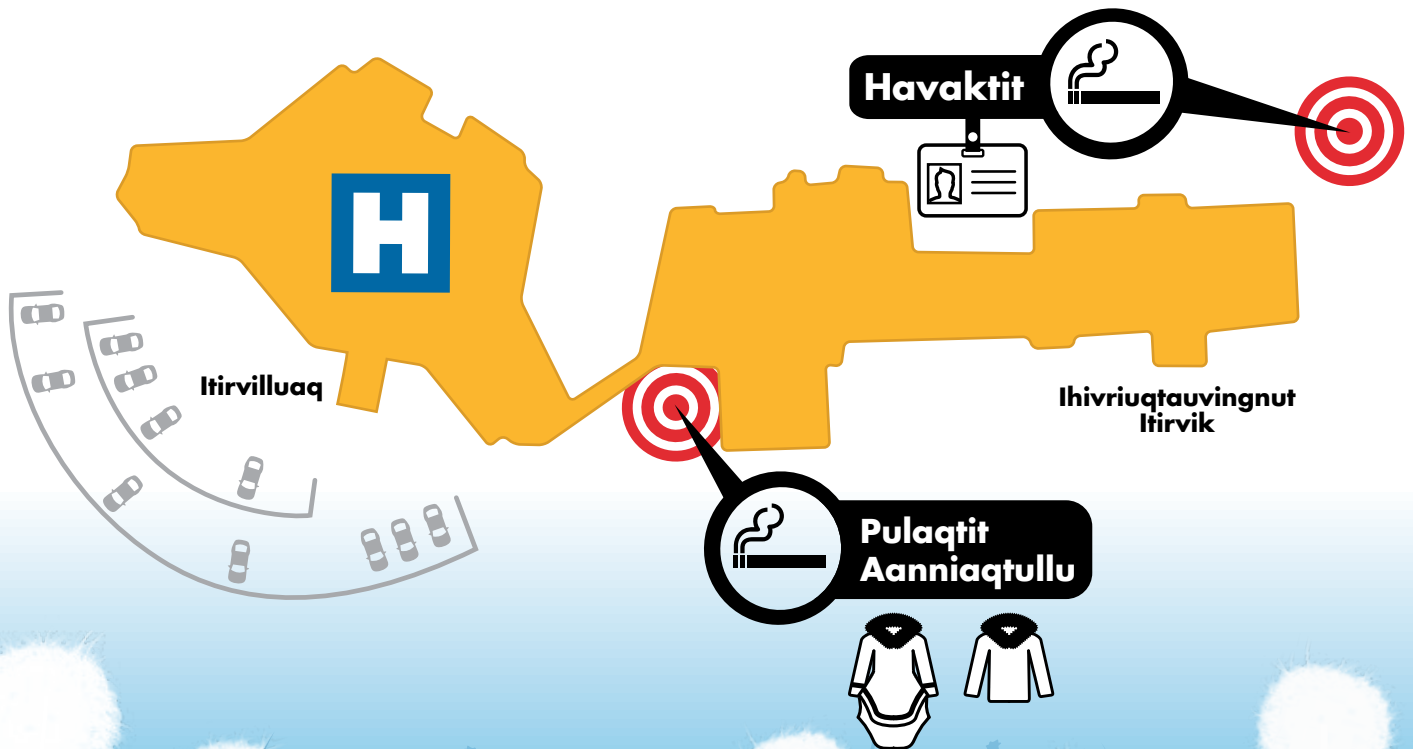 Havaktit
H
Itirvilluaq
Ihivriuqtauvingnut
Itirvik
Pulaqtit
Aanniaqtullu